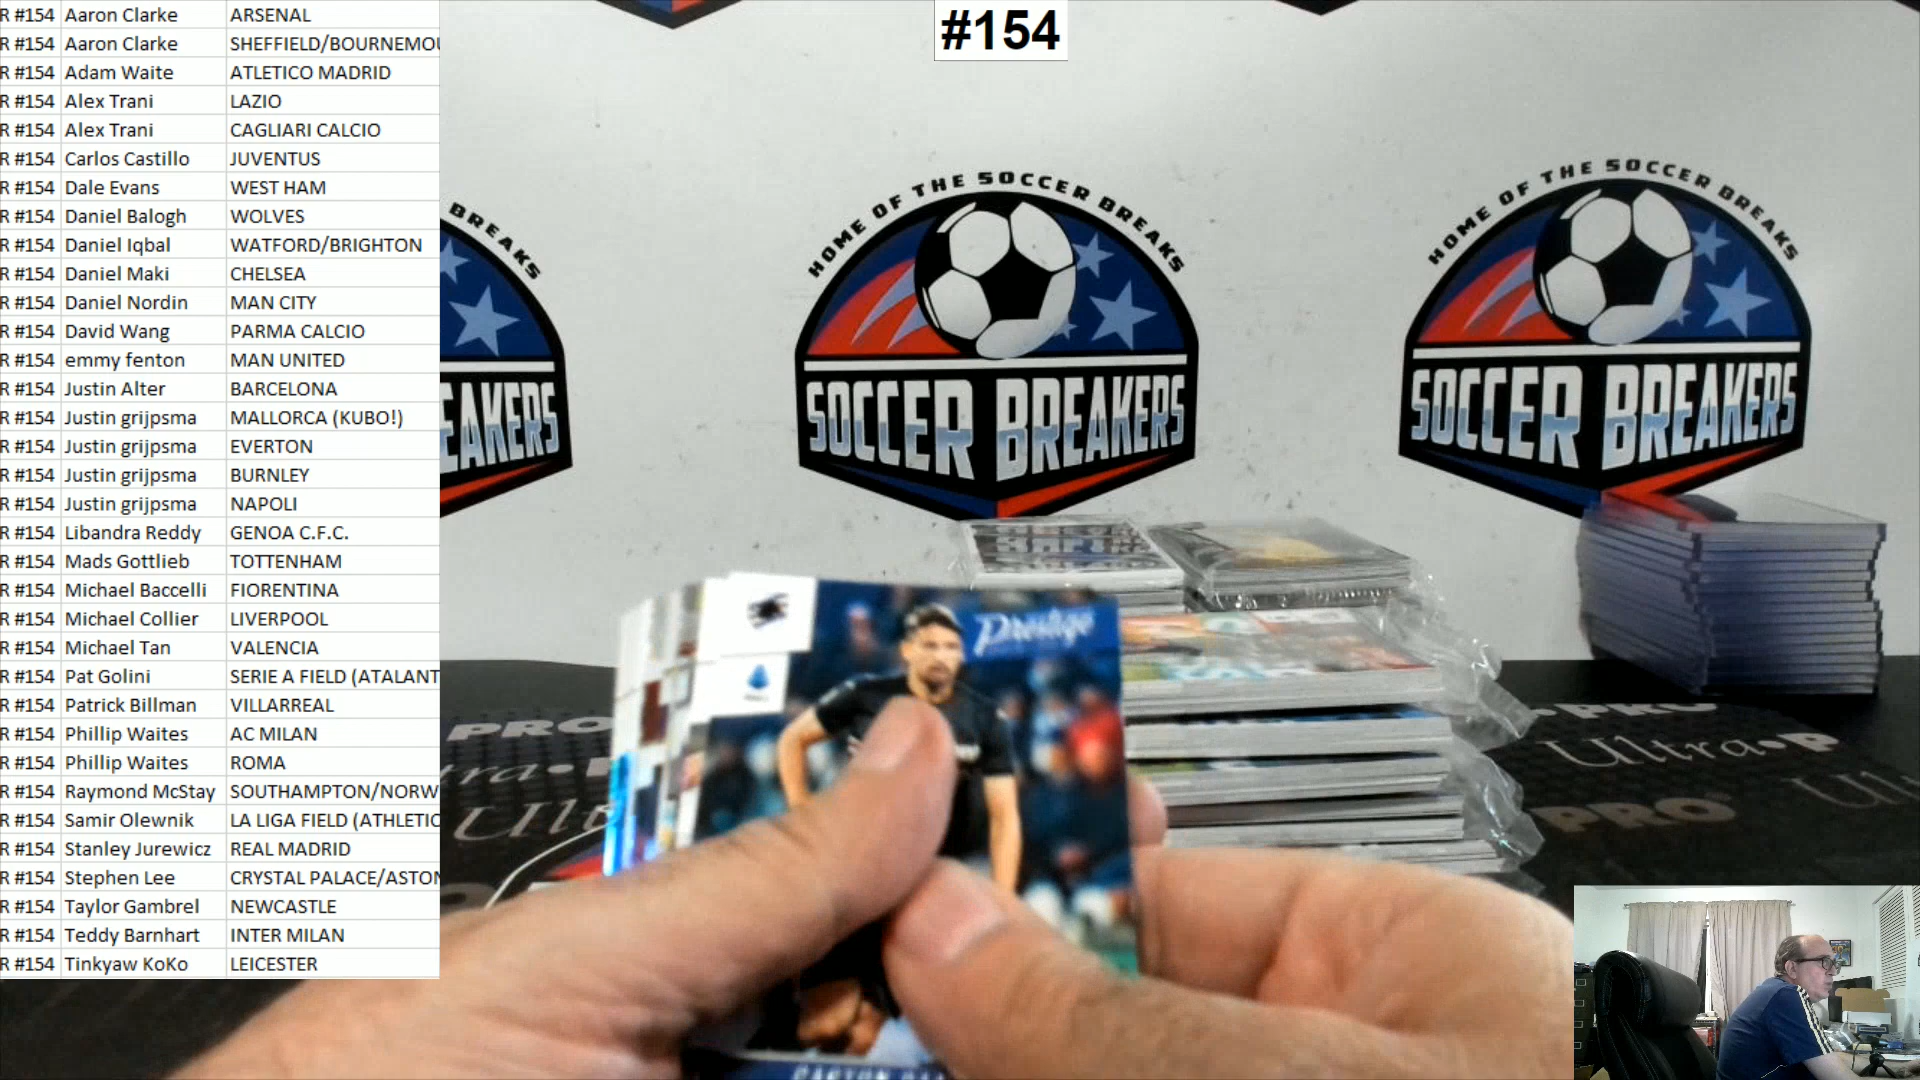 #154
R #154 Aaron Clarke ARSENAL
R #154 Aaron Clarke SHEFFIELD/BOURNEMOU
R #154 Adam Waite ATLETICO MADRID
R #154 Alex Trani LAZIO
R #154 Alex Trani CAGLIARI CALCIO
R #154 Carlos Castillo JUVENTUS
R #154 Dale Evans WEST HAM
R #154 Daniel Balogh WOLVES
R #154 Daniel Iqbal WATFORD/BRIGHTON
R #154 Daniel Maki CHELSEA
R #154 Daniel Nordin MAN CITY
R #154 David Wang PARMA CALCIO
R #154 emmy fenton MAN UNITED
R #154 Justin Alter BARCELONA
R #154 Justin grijpsma MALLORCA (KUBO!)
R #154 Justin grijpsma EVERTON
R #154 Justin grijpsma BURNLEY
R #154 Justin grijpsma NAPOLI
R #154 Libandra Reddy GENOA C.F.C.
R #154 Mads Gottlieb TOTTENHAM
R #154 Michael Baccelli FIORENTINA
R #154 Michael Collier LIVERPOOL
R #154 Michael Tan VALENCIA
R #154 Pat Golini SERIE A FIELD (ATALANT
R #154 Patrick Billman VILLARREAL
R #154 Phillip Waites AC MILAN
R #154 Phillip Waites ROMA
R #154 Raymond McStay SOUTHAMPTON/NORW
R #154 Samir Olewnik LA LIGA FIELD (ATHLETIC
R #154 Stanley Jurewicz REAL MADRID
R #154 Stephen Lee CRYSTAL PALACE/ASTON
R #154 Taylor Gambrel NEWCASTLE
R #154 Teddy Barnhart INTER MILAN
R #154 Tinkyaw KoKo LEICESTER
BREAKS
EAKERS
HOME OF THE SOCCER BREAKS
SOCCER BREAKERS
HOME OF THE SOCCER BREAKS
SOCCER BREAKERS
Prestige
PRO
PRO
Ultra P
PRO